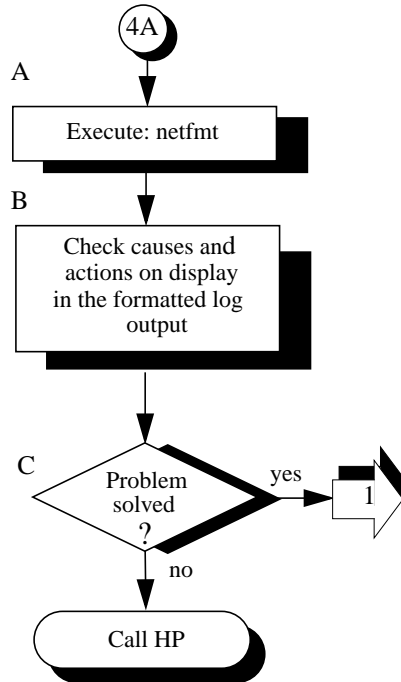 4A
A
Execute: netfmt
B
Check causes and
actions on display
in the formatted log
output
C
Problem
solved
?
yes
1
no
Call HP